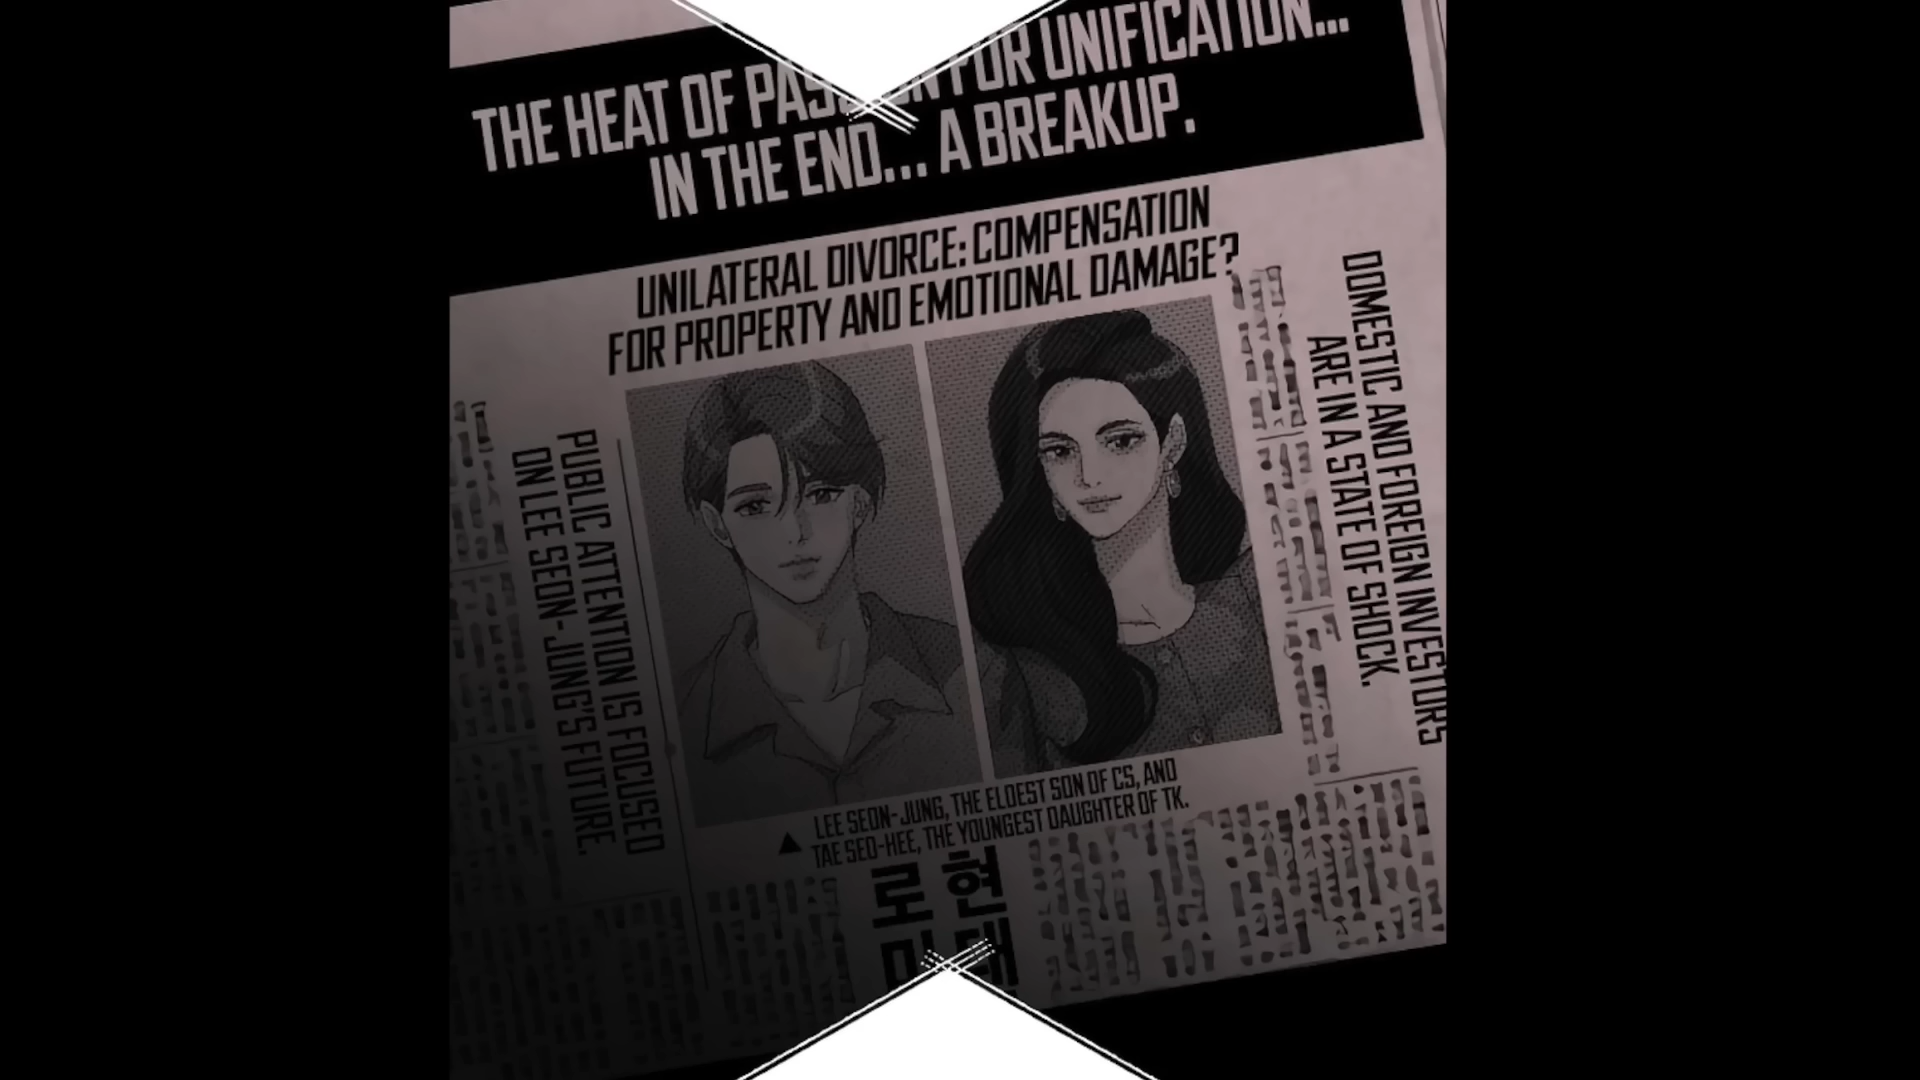 THE HEAT OF PASSION FOR UNIFICATION...
IN THE END... A BREAKUP.
UNILATERAL DIVORCE: COMPENSATION
FOR PROPERTY AND EMOTIONAL DAMAGE?
DOMESTIC AND FOREIGN INVESTORS
ARE IN A STATE OF SHOCK.
PUBLIC ATTENTION IS FOCUSED
ON LEE SEON-JUNG'S FUTURE.
▲ LEE SEON-JUNG, THE ELDEST SON OF CS, AND
TAE SEO-HEE, THE YOUNGEST DAUGHTER OF TK.
로 현